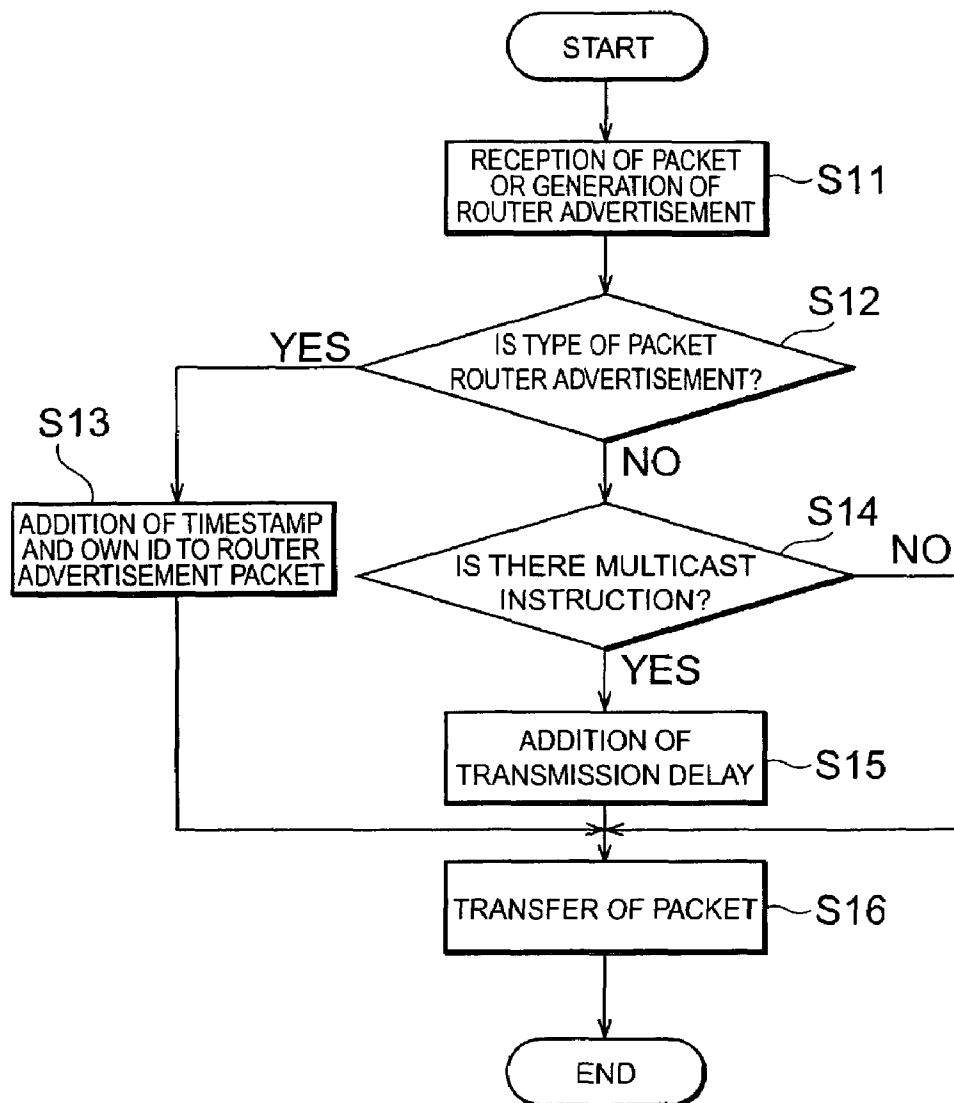 START
RECEPTION OF PACKET
OR GENERATION OF
ROUTER ADVERTISEMENT
S11
S12
YES
IS TYPE OF PACKET
ROUTER ADVERTISEMENT?
S13
NO
ADDITION OF TIMESTAMP
AND OWN ID TO ROUTER
ADVERTISEMENT PACKET
S14
NO
IS THERE MULTICAST
INSTRUCTION?
YES
ADDITION OF
TRANSMISSION DELAY
S15
TRANSFER OF PACKET
S16
END